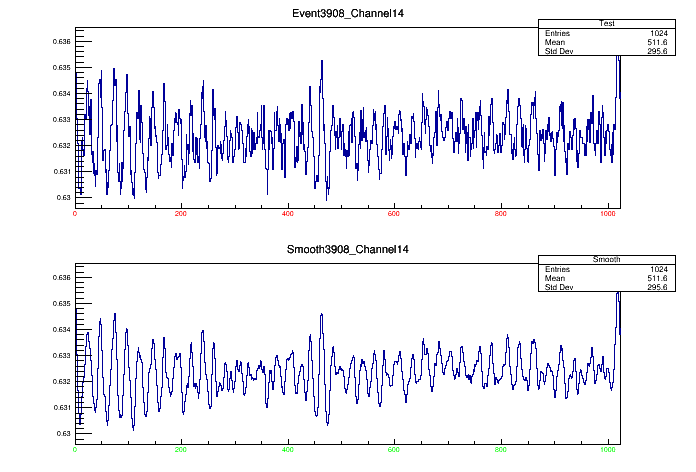 Event3908_Channel14
Test
Entries 1024
Mean 511.6
Std Dev 295.6
0.636
0.635
0.634
0.633
0.632
0.631
0.63
0 200 400 600 800 1000
Smooth3908_Channel14
Smooth
Entries 1024
Mean 511.6
Std Dev 295.6
0.636
0.635
0.634
0.633
0.632
0.631
0.63
0 200 400 600 800 1000